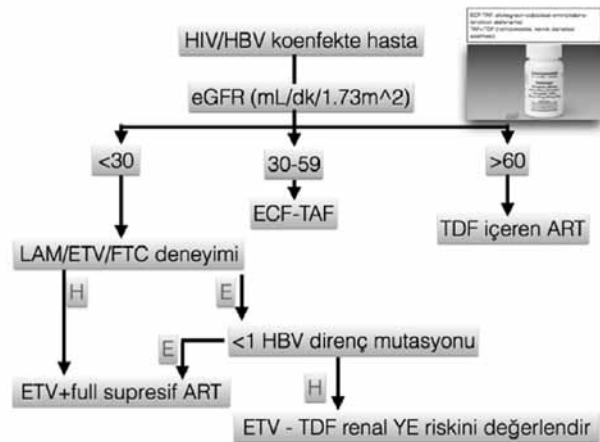 HIV/HBV koenfekte hasta
eGFR (mL/dk/1.73m^2)
<30
30-59
>60
ECF-TAF
TDF içeren ART
LAM/ETV/FTC deneyimi
H
E
<1 HBV direnç mutasyonu
E
H
ETV+full supresif ART
ETV - TDF renal YE riskini değerlendir